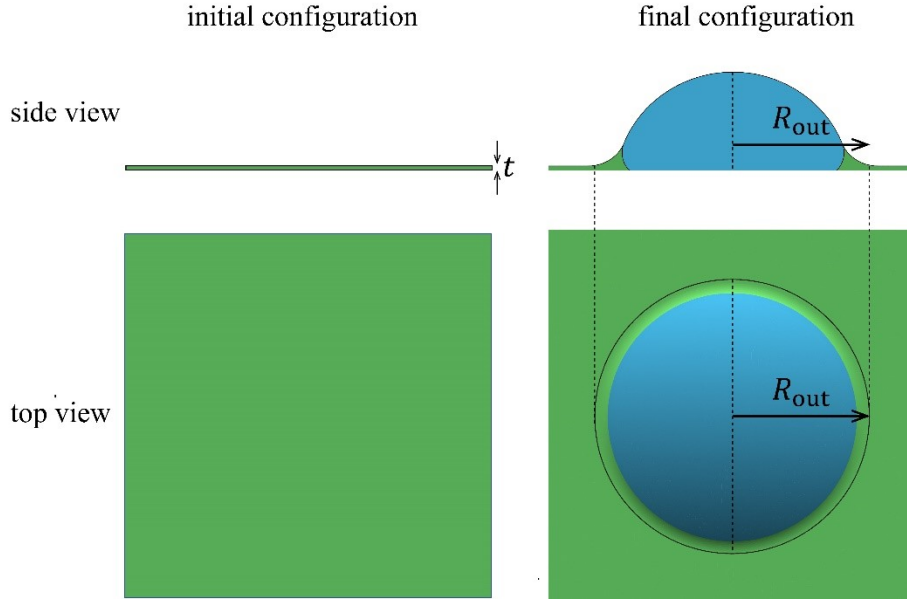 initial configuration
final configuration
side view
t
R_out
top view
R_out